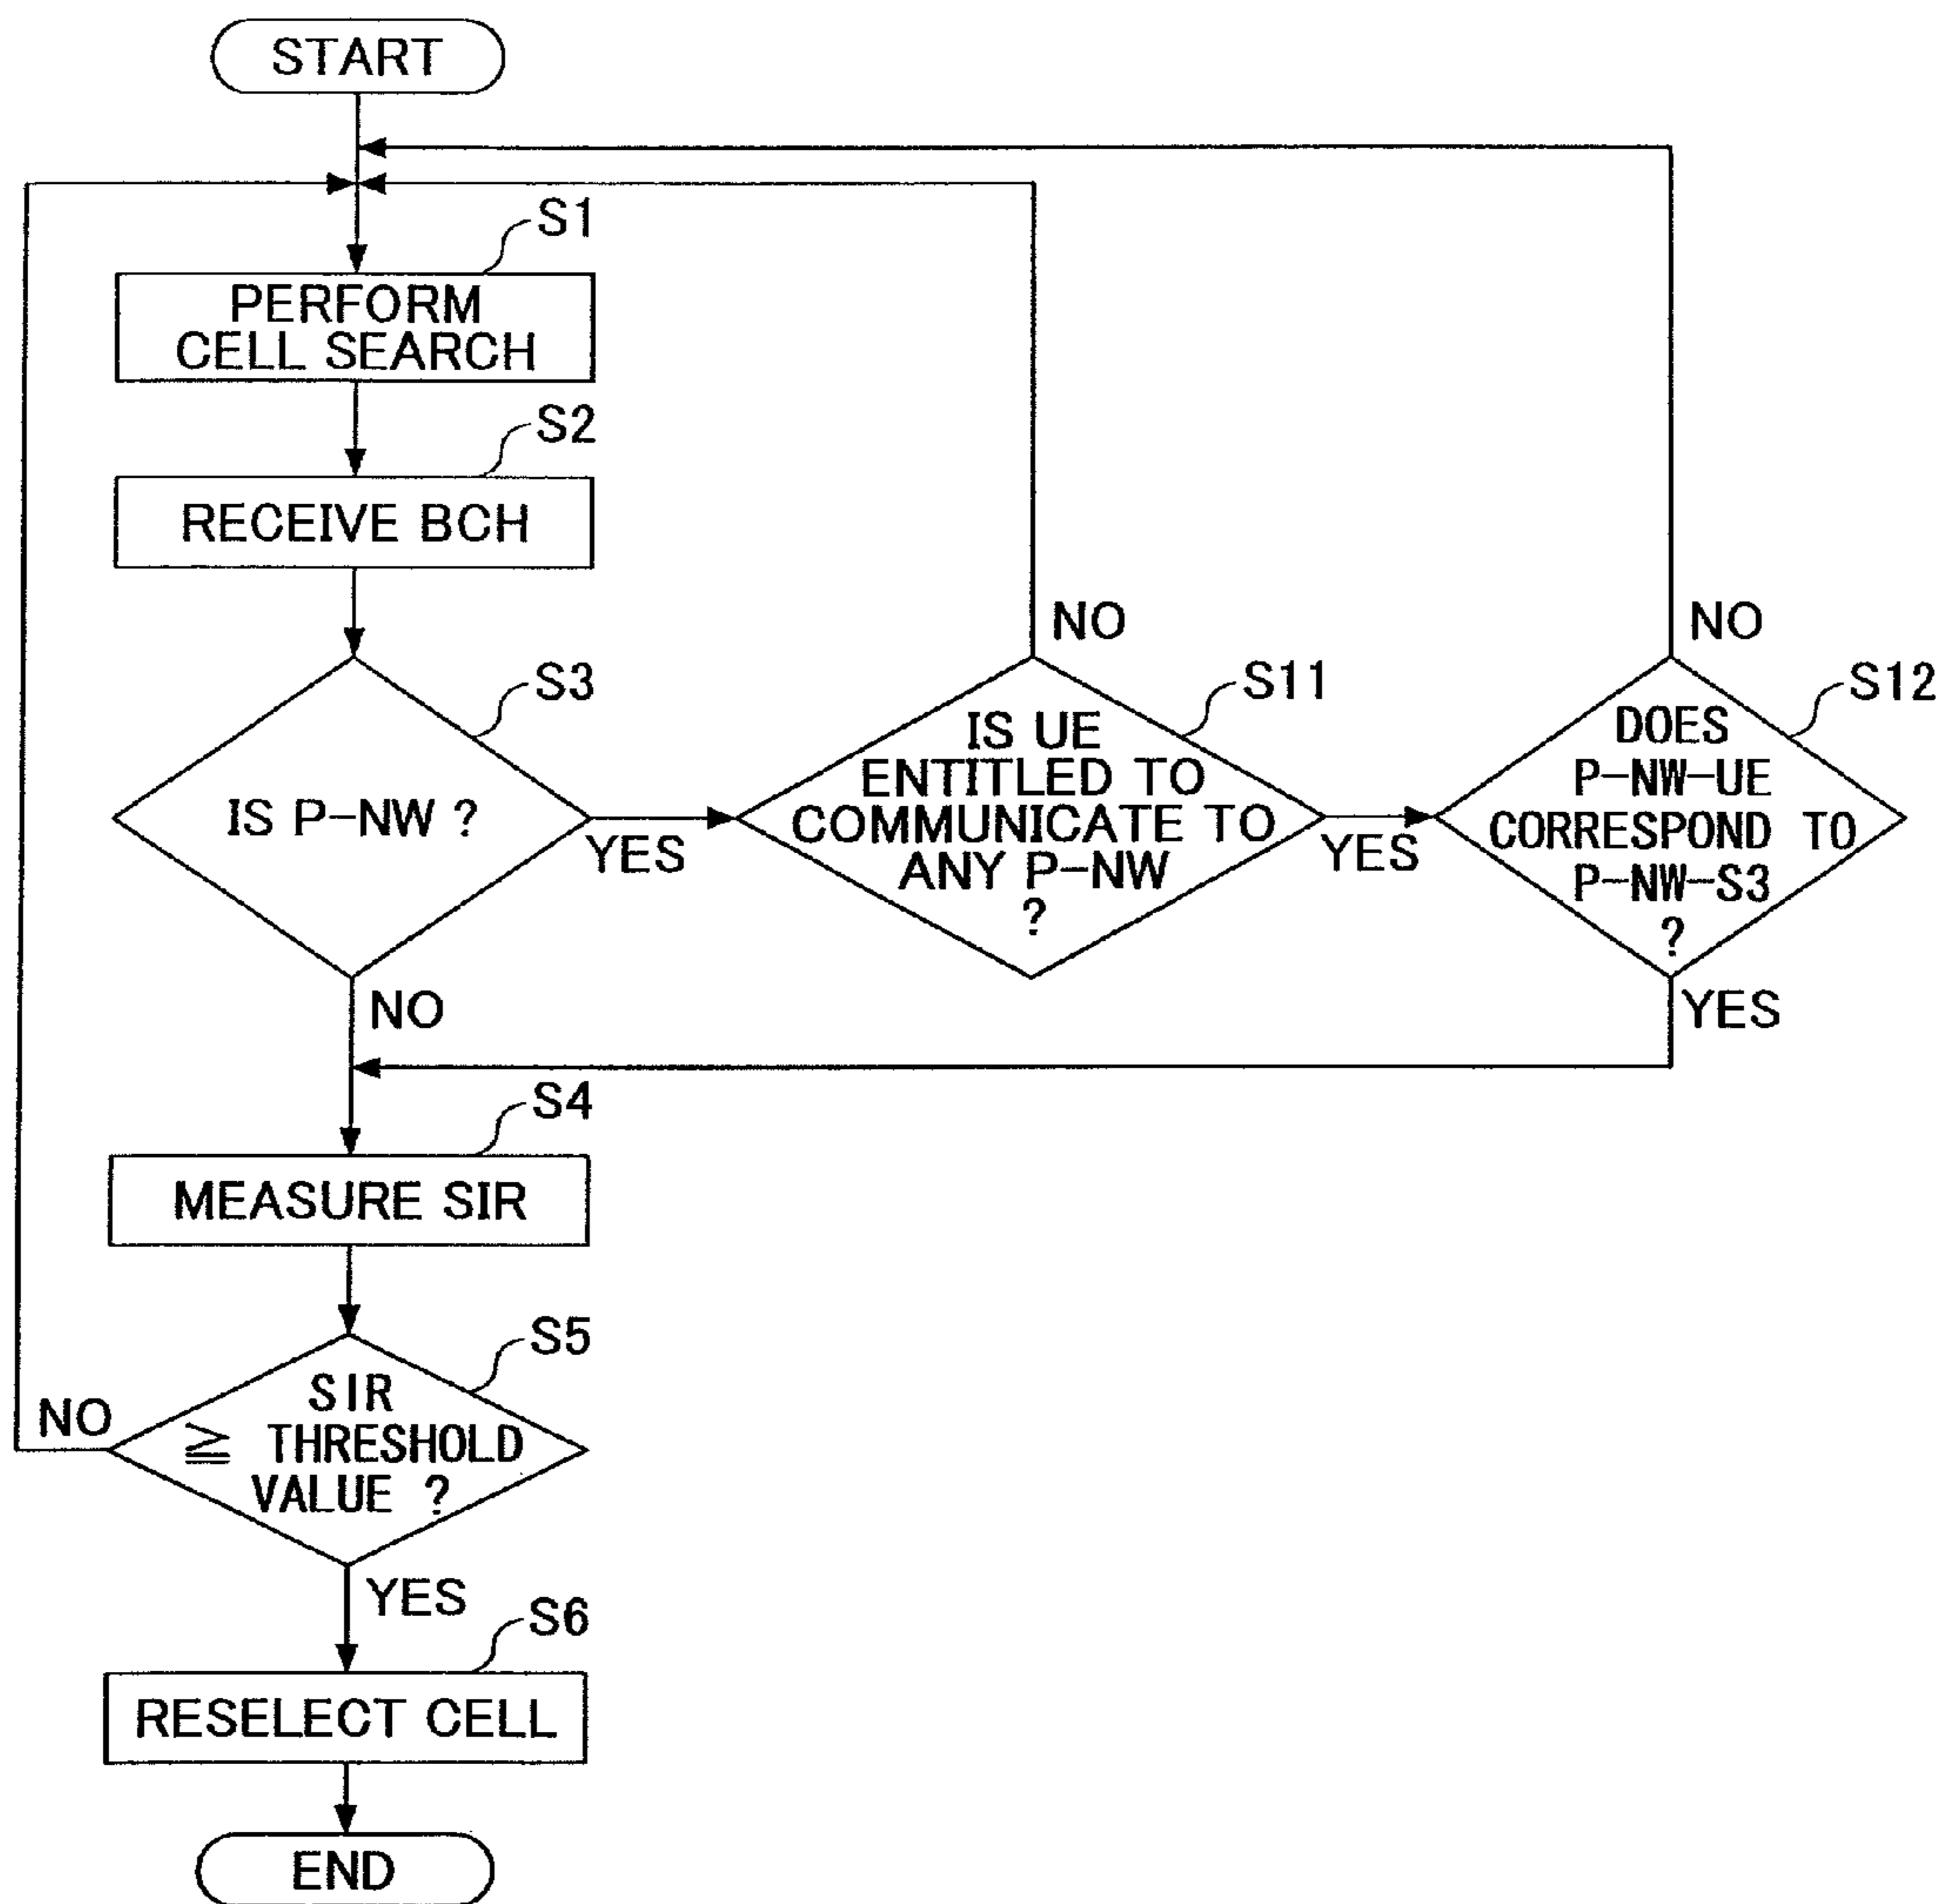 START
S1
PERFORM
CELL SEARCH
S2
RECEIVE BCH
NO
NO
S3
S11
S12
IS P-NW ?
YES
IS UE
ENTITLED TO
COMMUNICATE TO
ANY P-NW
?
YES
DOES
P-NW-UE
CORRESPOND TO
P-NW-S3
?
NO
YES
S4
MEASURE SIR
S5
NO
SIR
≧ THRESHOLD
VALUE ?
YES
S6
RESELECT CELL
END